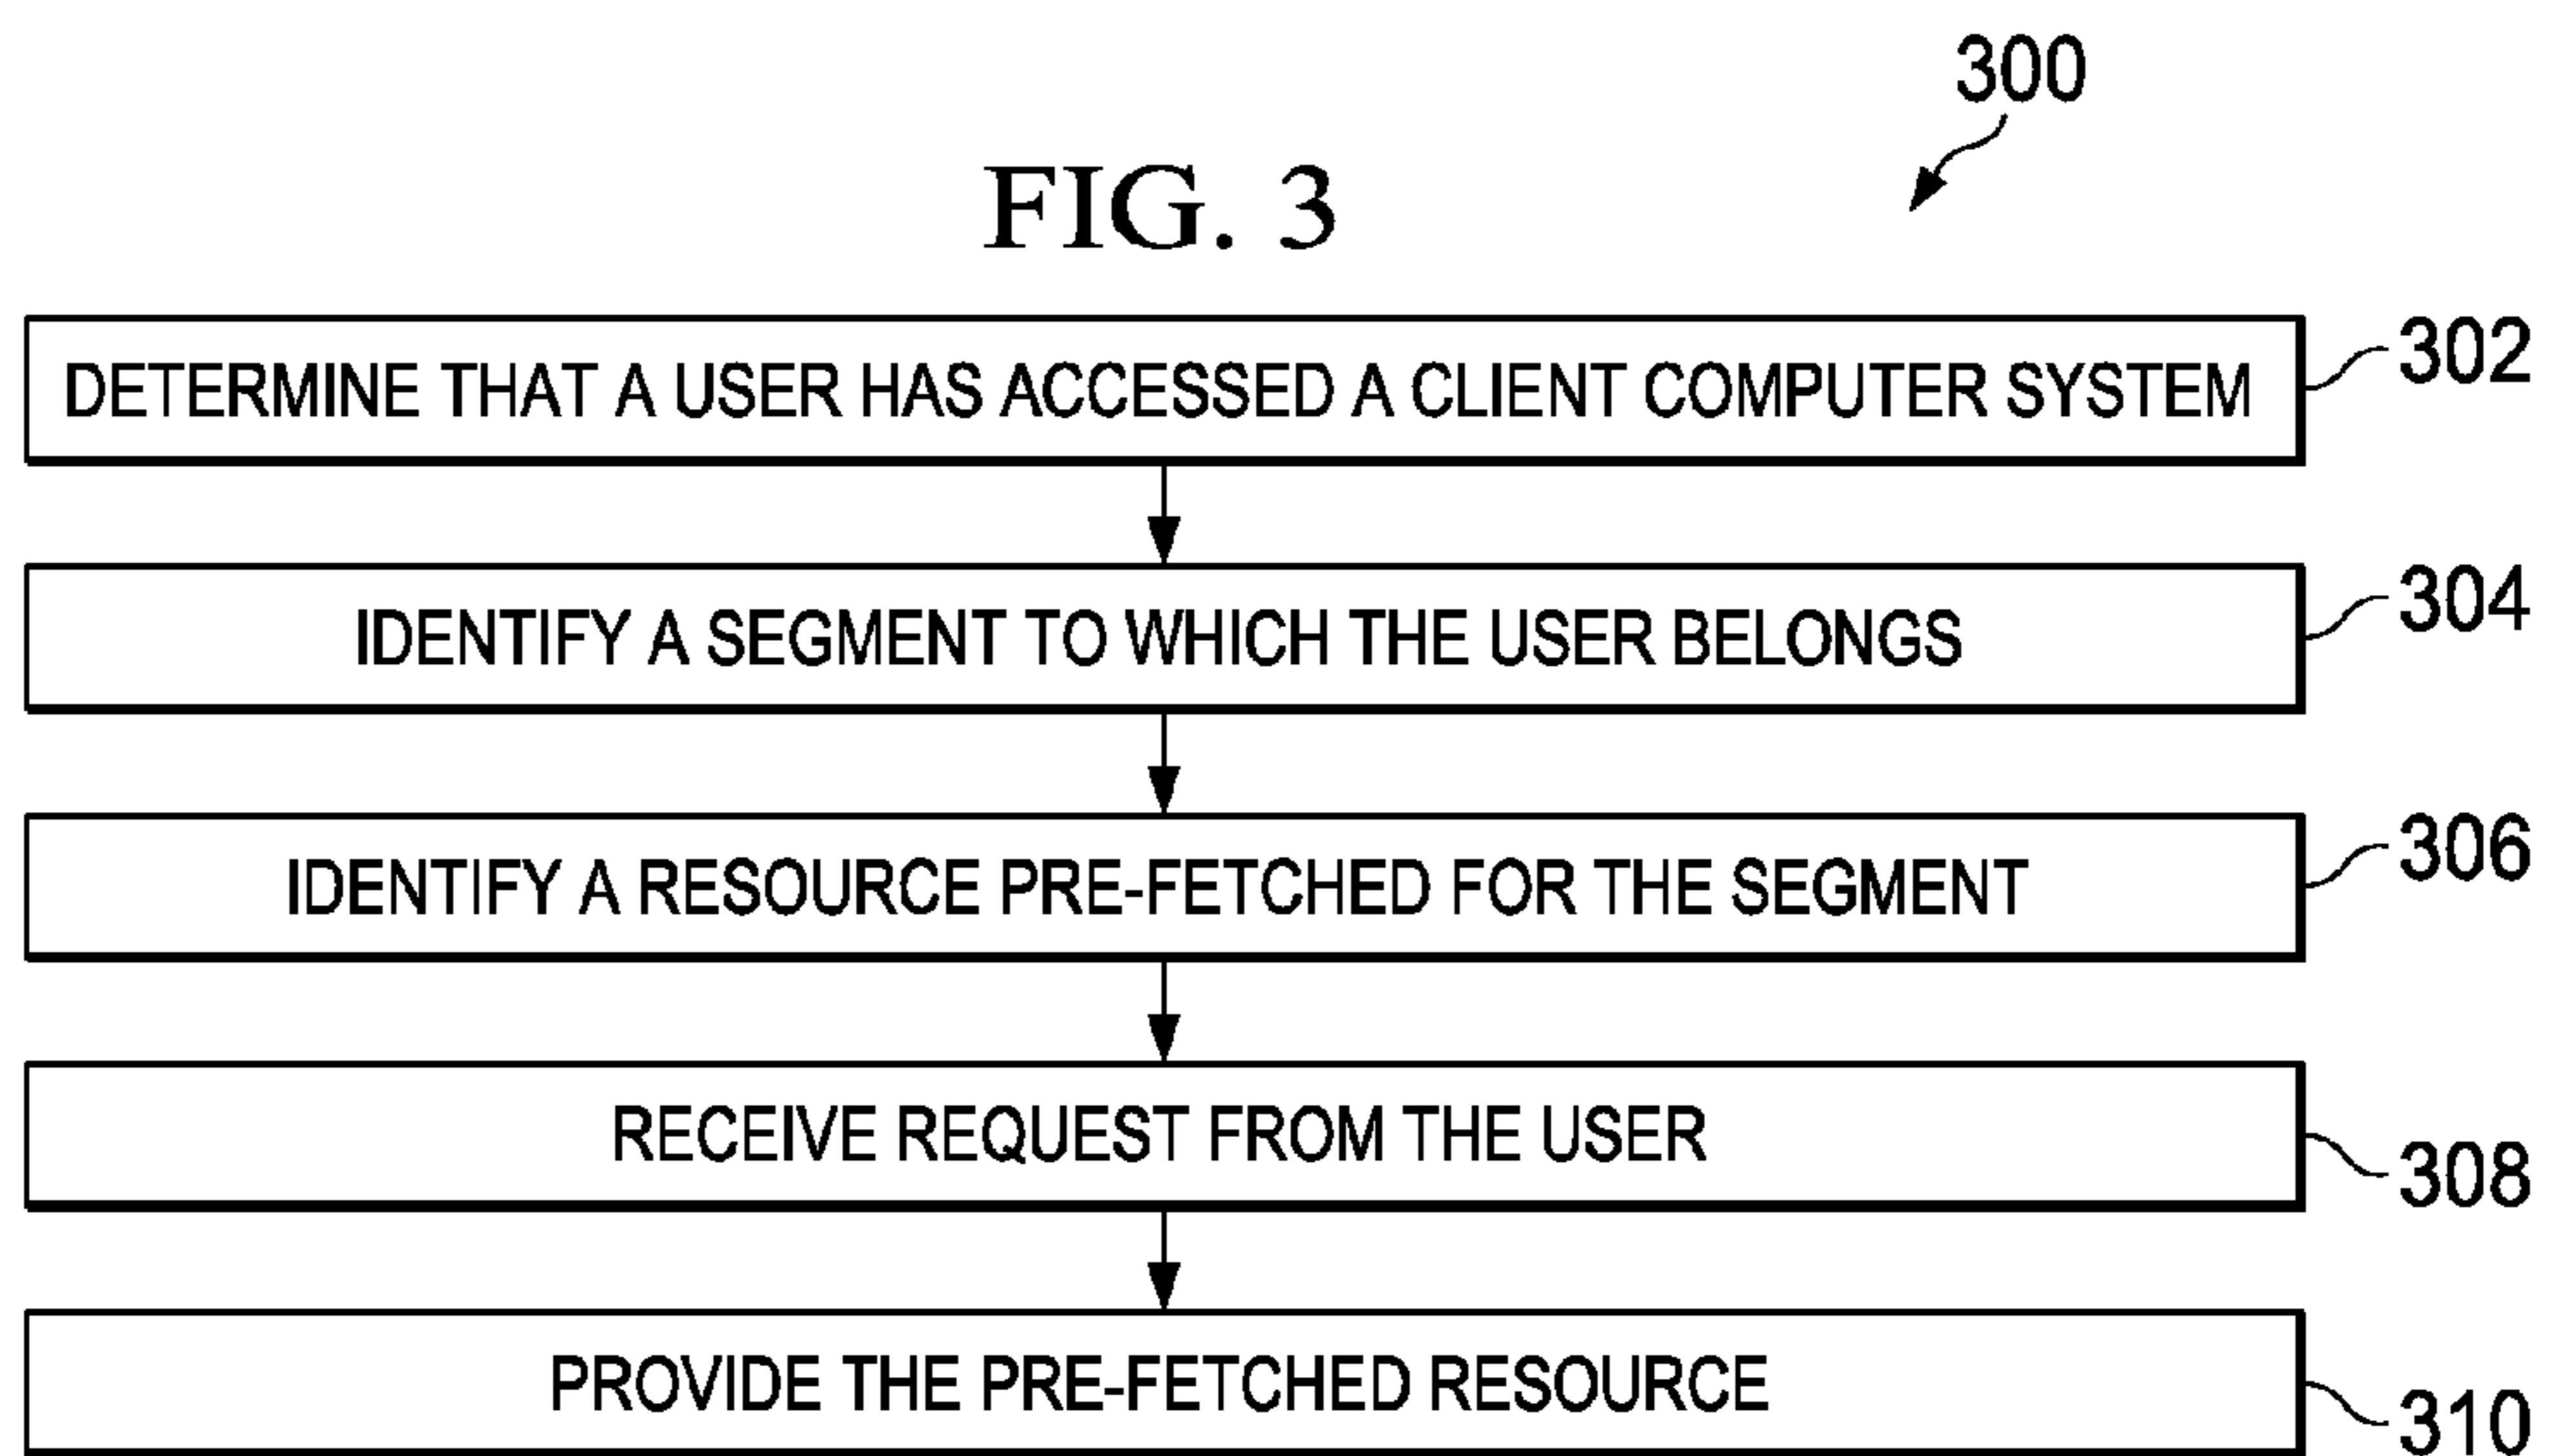 300
FIG. 3
DETERMINE THAT A USER HAS ACCESSED A CLIENT COMPUTER SYSTEM
302
IDENTIFY A SEGMENT TO WHICH THE USER BELONGS
304
IDENTIFY A RESOURCE PRE-FETCHED FOR THE SEGMENT
306
RECEIVE REQUEST FROM THE USER
308
PROVIDE THE PRE-FETCHED RESOURCE
310